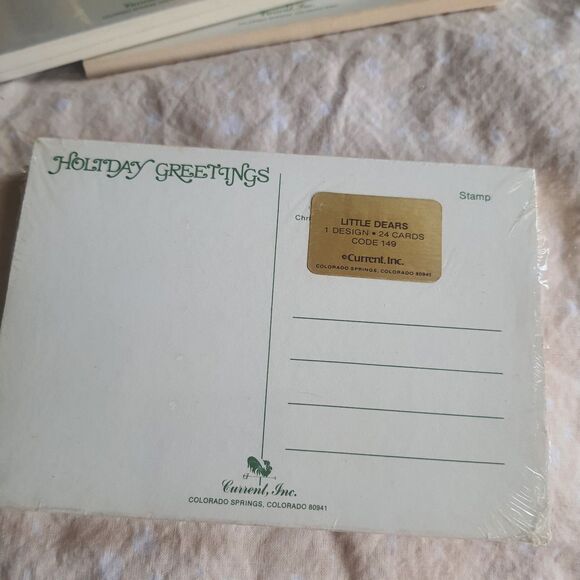 HOLIDAY GREETINGS
Stamp
Chri
LITTLE DEARS
1 DESIGN • 24 CARDS
CODE 149
©Current, Inc.
COLORADO SPRINGS, COLORADO 80941
Current, Inc.
COLORADO SPRINGS, COLORADO 80941